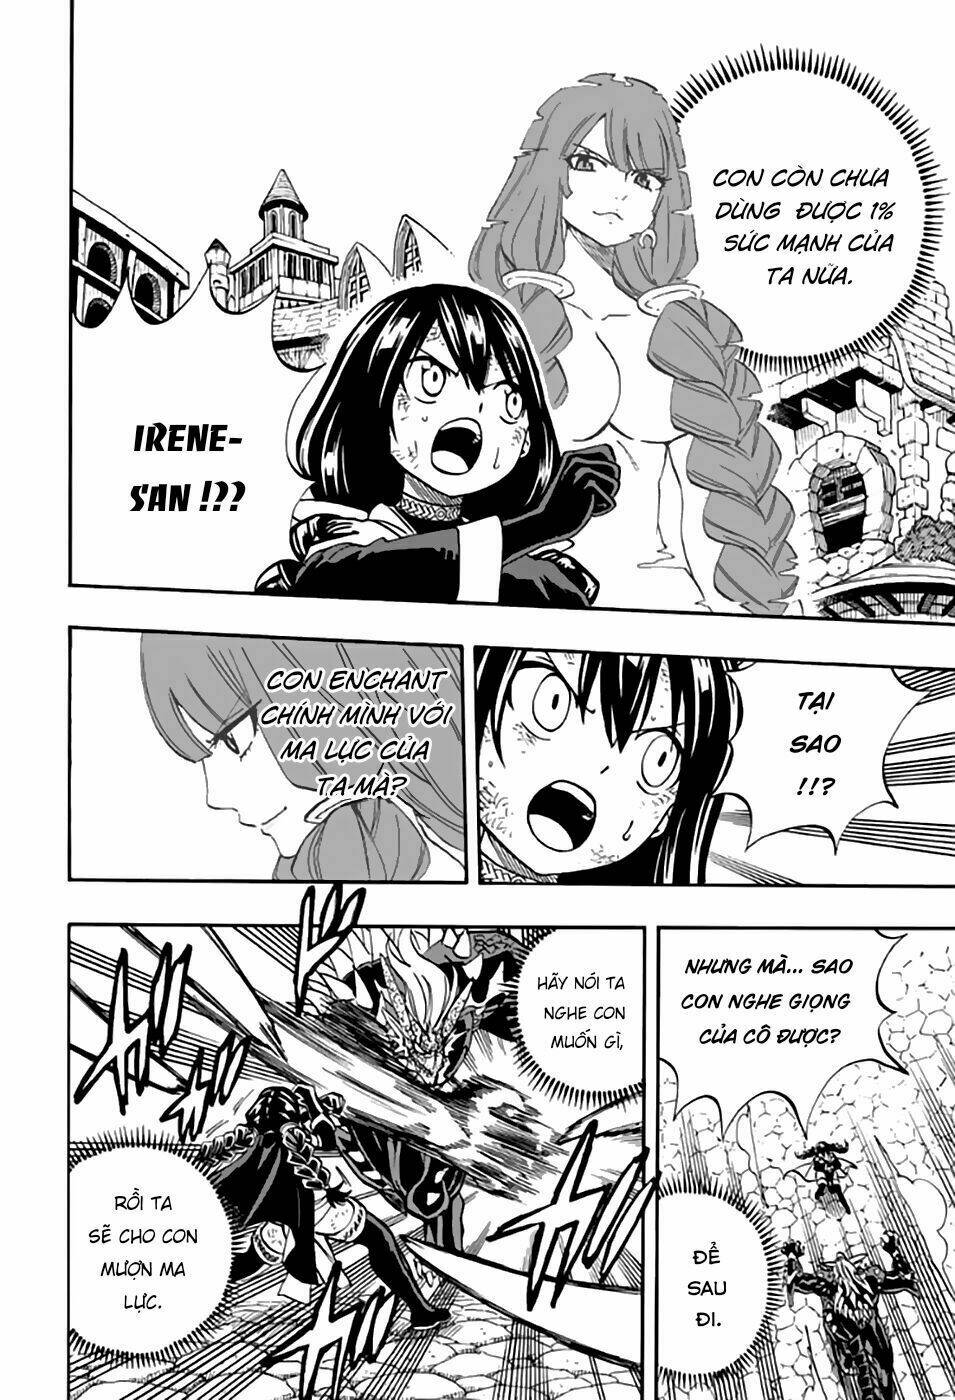 CON CÒN CHƯA
DÙNG ĐƯỢC 1%
SỨC MẠNH CỦA
TA NỮA.
IRENE-
SAN !??
TẠI
SAO
!!?
CON ENCHANT
CHÍNH MÌNH VỚI
MA LỰC CỦA
TA MÀ?
NHƯNG MÀ... SAO
CON NGHE GIỌNG
CỦA CÔ ĐƯỢC?
ĐỂ
SAU
ĐI.
HÃY NÓI TA
NGHE CON
MUỐN GÌ,
RỒI TA
SẼ CHO CON
MƯỢN MA
LỰC.